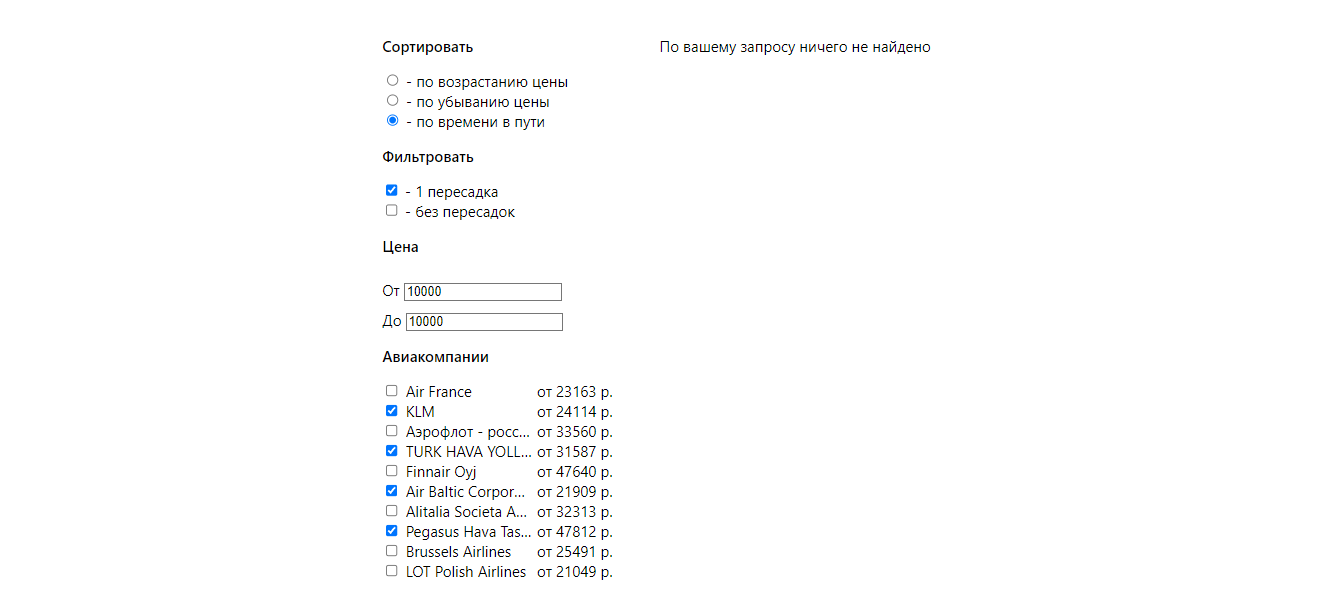 Сортировать
- по возрастанию цены
- по убыванию цены
- по времени в пути
Фильтровать
- 1 пересадка
- без пересадок
Цена
От 10000
До 10000
Авиакомпании
Air France от 23163 р.
KLM от 24114 р.
Аэрофлот - росс... от 33560 р.
TURK HAVA YOLL... от 31587 р.
Finnair Oyj от 47640 р.
Air Baltic Corpor... от 21909 р.
Alitalia Societa A... от 32313 р.
Pegasus Hava Tas... от 47812 р.
Brussels Airlines от 25491 р.
LOT Polish Airlines от 21049 р.
По вашему запросу ничего не найдено